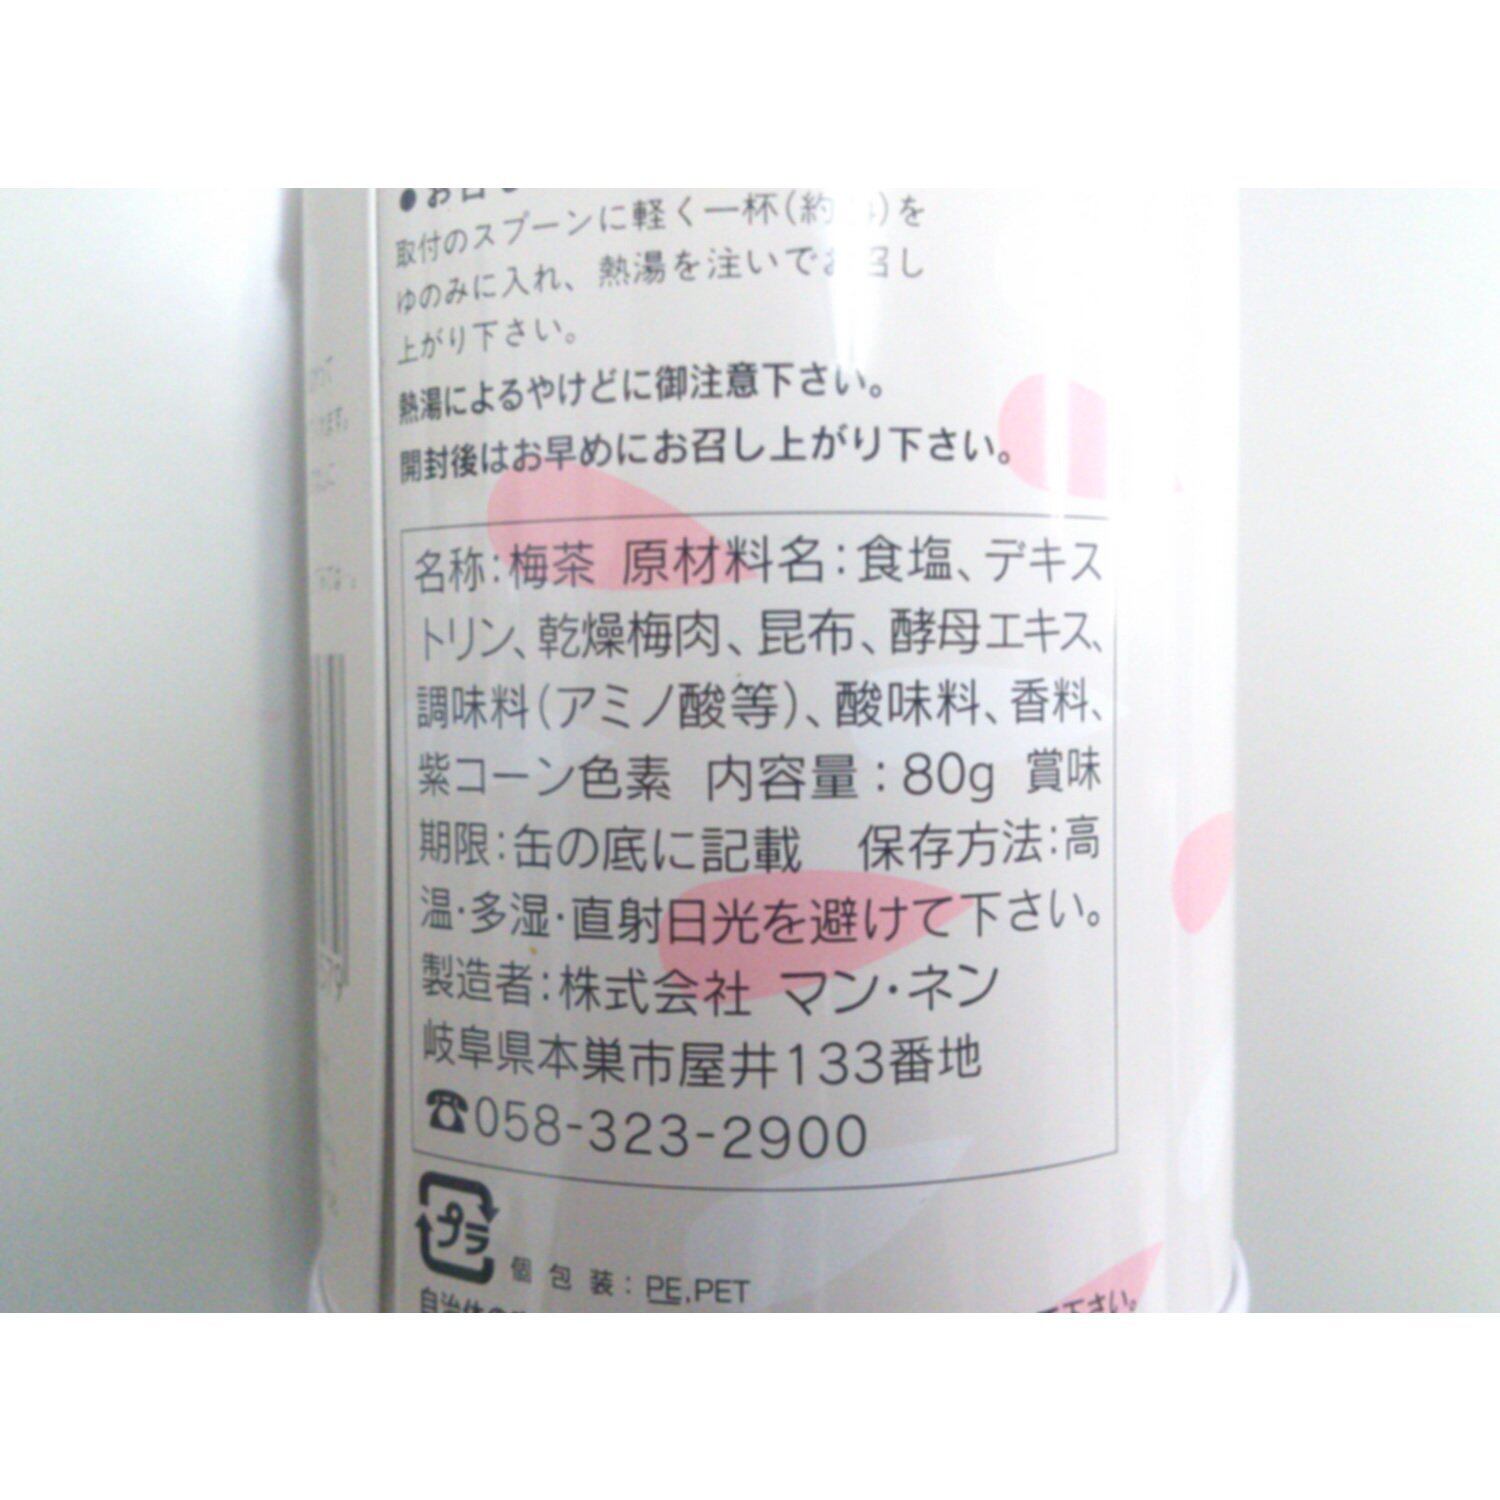 取付のスプーンに軽く一杯(約
を
ゆのみに入れ、熱湯を注いでお召し
上がり下さい。
熱湯によるやけどに御注意下さい。
開封後はお早めにお召し上がり下さい。
名称:梅茶 原材料名:食塩、デキス
トリン、乾燥梅肉、昆布、酵母エキス、
調味料(アミノ酸等)、酸味料、香料、
紫コーン色素 内容量:80g 賞味
期限:缶の底に記載 保存方法:高
温・多湿・直射日光を避けて下さい。
製造者:株式会社 マン・ネン
岐阜県本巣市屋井133番地
☎058-323-2900
プラ
個包装:PE,PET
下さい。